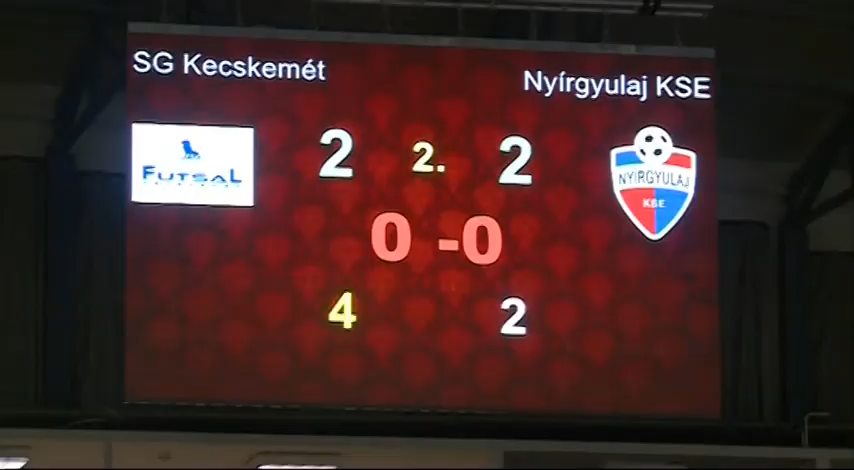 SG Kecskemét
Nyírgyulaj KSE
FUTSAL
2 2. 2
NYÍRGYULAJ
KSE
0 -0
4 2